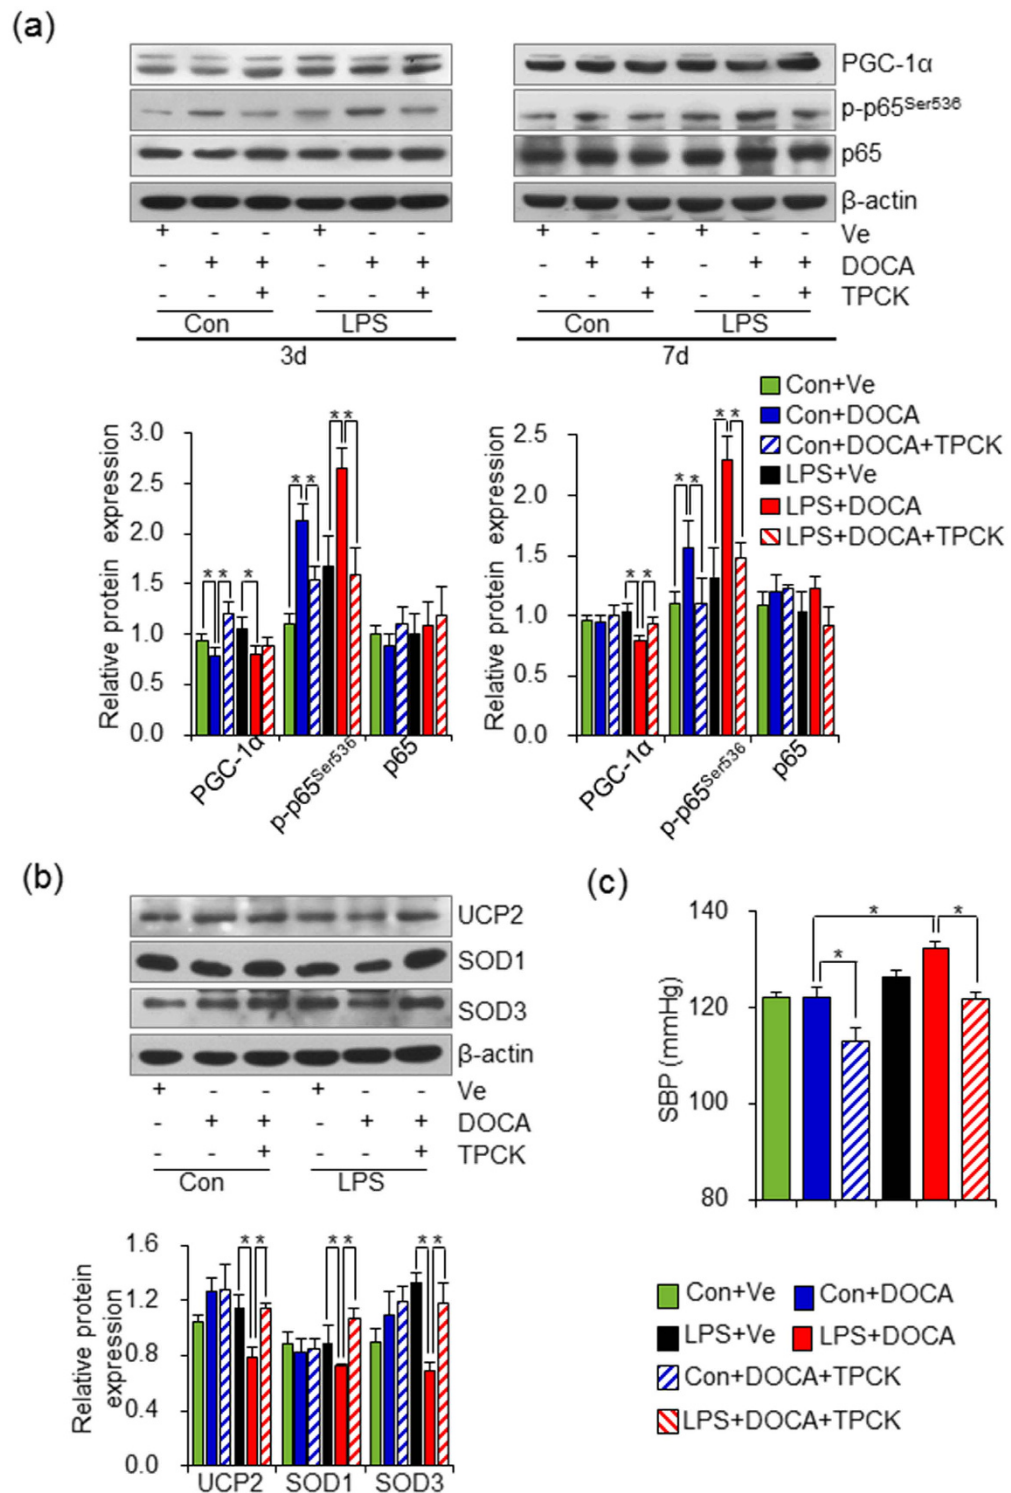 (a)
PGC-1α
p-p65Ser536
p65
β-actin
+ - - + - - + - - + - - Ve
- + + - + + - + + - + + DOCA
- - + - - + - - + - - + TPCK
Con LPS Con LPS
3d 7d
Con+Ve
Con+DOCA
Con+DOCA+TPCK
LPS+Ve
LPS+DOCA
LPS+DOCA+TPCK
Relative protein expression
3.0
2.5
2.0
1.5
1.0
0.5
0.0
* * * * * * *
PGC-1α p-p65Ser536 p65
Relative protein expression
2.5
2.0
1.5
1.0
0.5
0.0
* * * * * *
PGC-1α p-p65Ser536 p65
(b)
UCP2
SOD1
SOD3
β-actin
+ - - + - - Ve
- + + - + + DOCA
- - + - - + TPCK
Con LPS
Relative protein
expression
1.6
1.2
0.8
0.4
0.0
* * * * * *
UCP2 SOD1 SOD3
(c)
SBP (mmHg)
140
120
100
80
* * *
Con+Ve Con+DOCA
LPS+Ve LPS+DOCA
Con+DOCA+TPCK
LPS+DOCA+TPCK